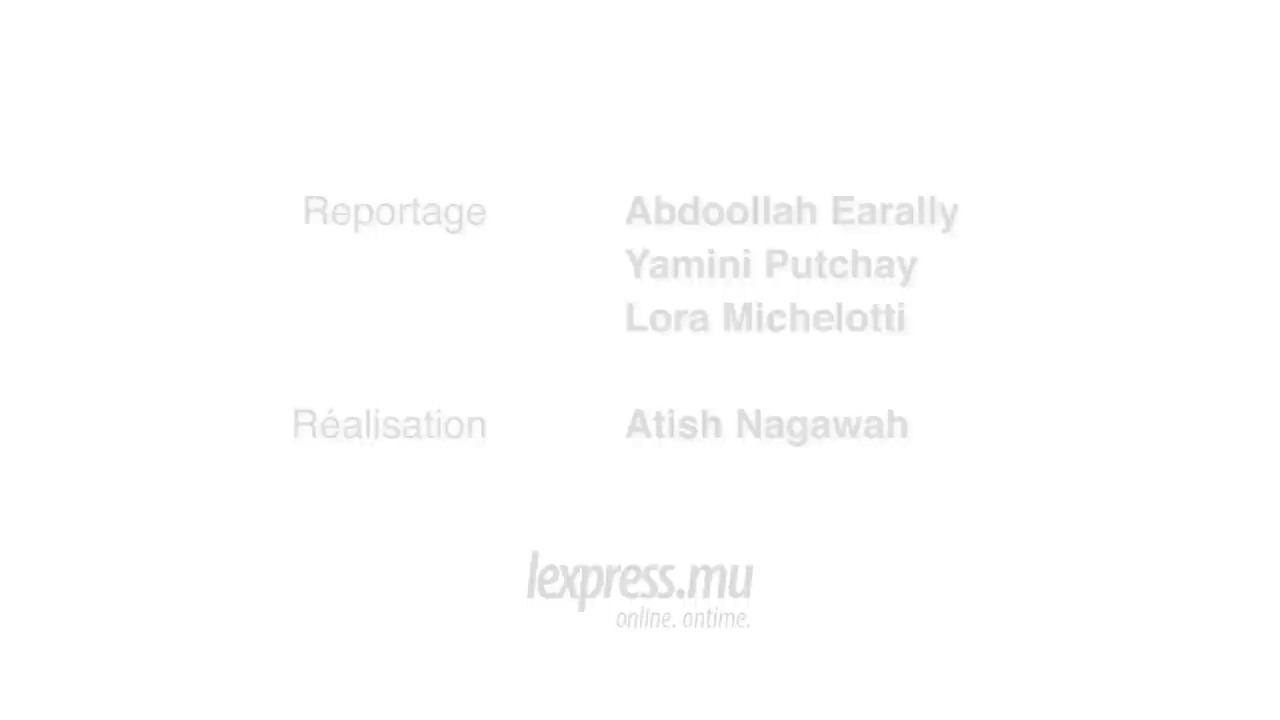 Reportage Abdoollah Earally
Yamini Putchay
Lora Michelotti
Réalisation Atish Nagawah
lexpress.mu
online. ontime.